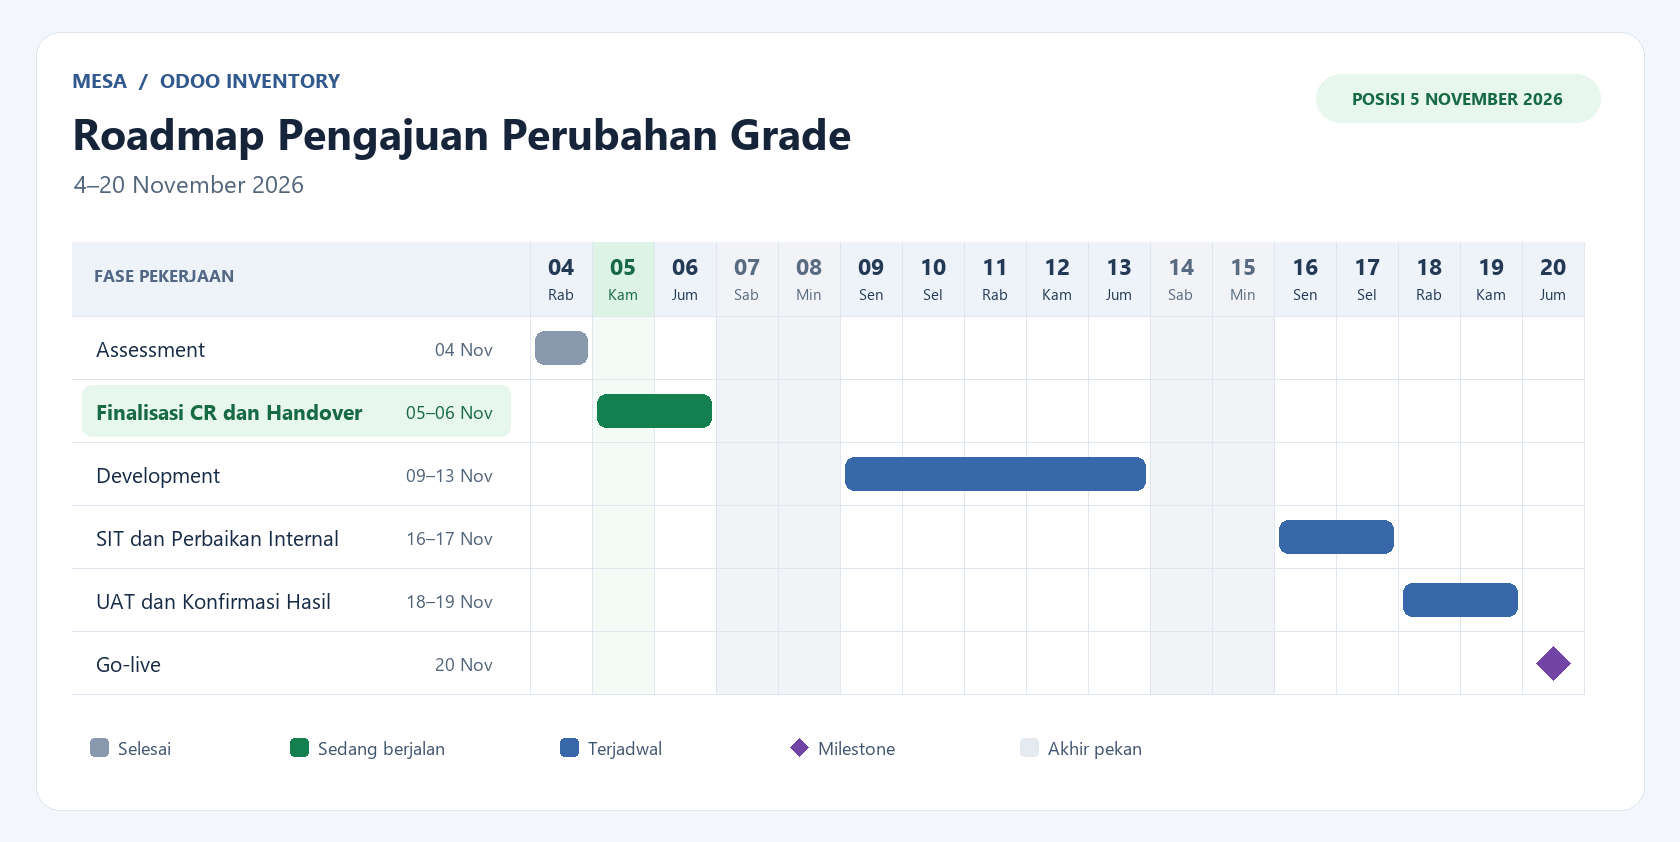 MESA / ODOO INVENTORY
POSISI 5 NOVEMBER 2026
Roadmap Pengajuan Perubahan Grade
4–20 November 2026
FASE PEKERJAAN 04 05 06 07 08 09 10 11 12 13 14 15 16 17 18 19 20
Rab Kam Jum Sab Min Sen Sel Rab Kam Jum Sab Min Sen Sel Rab Kam Jum
Assessment 04 Nov
Finalisasi CR dan Handover 05–06 Nov
Development 09–13 Nov
SIT dan Perbaikan Internal 16–17 Nov
UAT dan Konfirmasi Hasil 18–19 Nov
Go-live 20 Nov
Selesai Sedang berjalan Terjadwal Milestone Akhir pekan